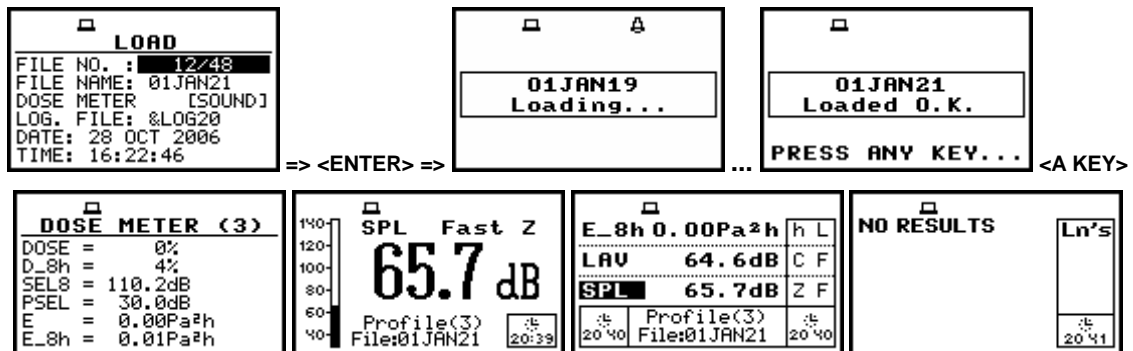 LOAD
FILE NO. : 12/48
FILE NAME: 01JAN21
DOSE METER [SOUND]
LOG. FILE: &LOG20
DATE: 28 OCT 2006
TIME: 16:22:46
=> <ENTER> =>
01JAN19
Loading...
...
01JAN21
Loaded O.K.
PRESS ANY KEY...
<A KEY>
DOSE METER (3)
DOSE = 0%
D_8h = 4%
SEL8 = 110.2dB
PSEL = 30.0dB
E = 0.00Pa²h
E_8h = 0.01Pa²h
140
120
100
80
60
40
SPL Fast Z
65.7 dB
Profile(3)
File:01JAN21
20:39
E_8h 0.00Pa²h h L
LAV 64.6dB C F
SPL 65.7dB Z F
Profile(3)
File:01JAN21
20:40
20:40
NO RESULTS
Ln's
20:41